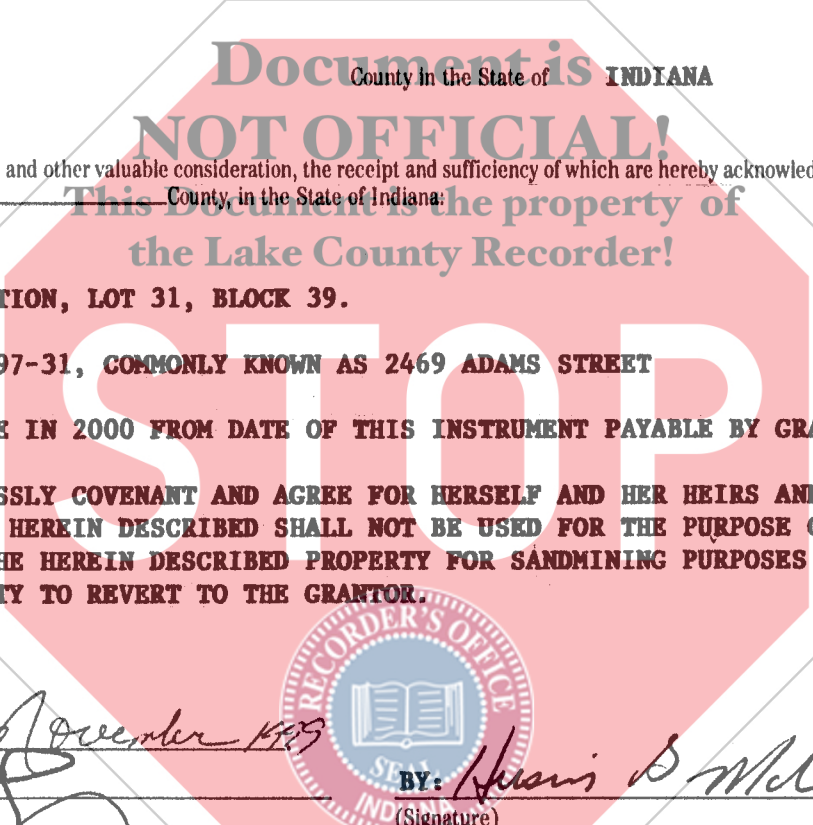 Document is
County in the State of INDIANA
NOT OFFICIAL!
and other valuable consideration, the receipt and sufficiency of which are hereby acknowled
County, in the State of Indiana:
This Document is the property of
the Lake County Recorder!
TION, LOT 31, BLOCK 39.
STOP
97-31, COMMONLY KNOWN AS 2469 ADAMS STREET
E IN 2000 FROM DATE OF THIS INSTRUMENT PAYABLE BY GRA
SSLY COVENANT AND AGREE FOR HERSELF AND HER HEIRS AN
HEREIN DESCRIBED SHALL NOT BE USED FOR THE PURPOSE
HE HEREIN DESCRIBED PROPERTY FOR SANDMINING PURPOSES
TY TO REVERT TO THE GRANTOR.
RECORDER'S OFFICE
SEAL
INDIANA
November
BY:
(Signature)